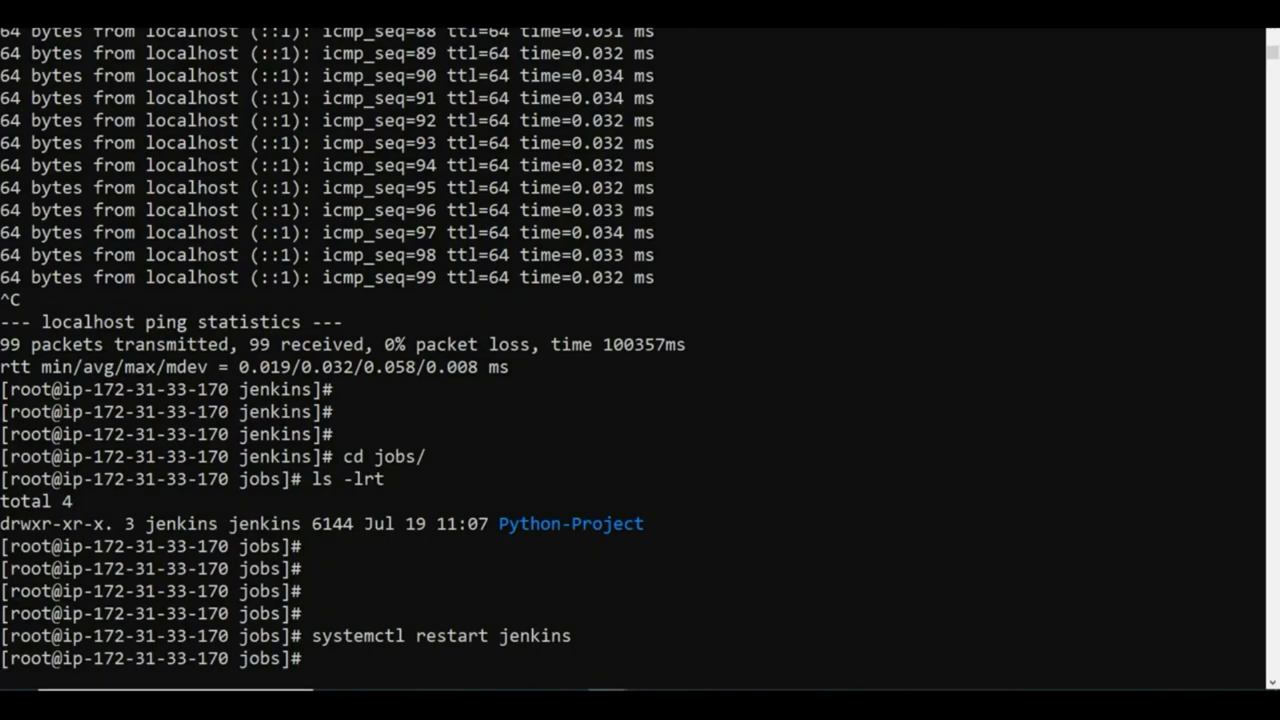 64 bytes from localhost (::1): icmp_seq=88 ttl=64 time=0.031 ms
64 bytes from localhost (::1): icmp_seq=89 ttl=64 time=0.032 ms
64 bytes from localhost (::1): icmp_seq=90 ttl=64 time=0.034 ms
64 bytes from localhost (::1): icmp_seq=91 ttl=64 time=0.034 ms
64 bytes from localhost (::1): icmp_seq=92 ttl=64 time=0.032 ms
64 bytes from localhost (::1): icmp_seq=93 ttl=64 time=0.032 ms
64 bytes from localhost (::1): icmp_seq=94 ttl=64 time=0.032 ms
64 bytes from localhost (::1): icmp_seq=95 ttl=64 time=0.032 ms
64 bytes from localhost (::1): icmp_seq=96 ttl=64 time=0.033 ms
64 bytes from localhost (::1): icmp_seq=97 ttl=64 time=0.034 ms
64 bytes from localhost (::1): icmp_seq=98 ttl=64 time=0.033 ms
64 bytes from localhost (::1): icmp_seq=99 ttl=64 time=0.032 ms
^C
--- localhost ping statistics ---
99 packets transmitted, 99 received, 0% packet loss, time 100357ms
rtt min/avg/max/mdev = 0.019/0.032/0.058/0.008 ms
[root@ip-172-31-33-170 jenkins]#
[root@ip-172-31-33-170 jenkins]#
[root@ip-172-31-33-170 jenkins]#
[root@ip-172-31-33-170 jenkins]# cd jobs/
[root@ip-172-31-33-170 jobs]# ls -lrt
total 4
drwxr-xr-x. 3 jenkins jenkins 6144 Jul 19 11:07 Python-Project
[root@ip-172-31-33-170 jobs]#
[root@ip-172-31-33-170 jobs]#
[root@ip-172-31-33-170 jobs]#
[root@ip-172-31-33-170 jobs]#
[root@ip-172-31-33-170 jobs]# systemctl restart jenkins
[root@ip-172-31-33-170 jobs]#